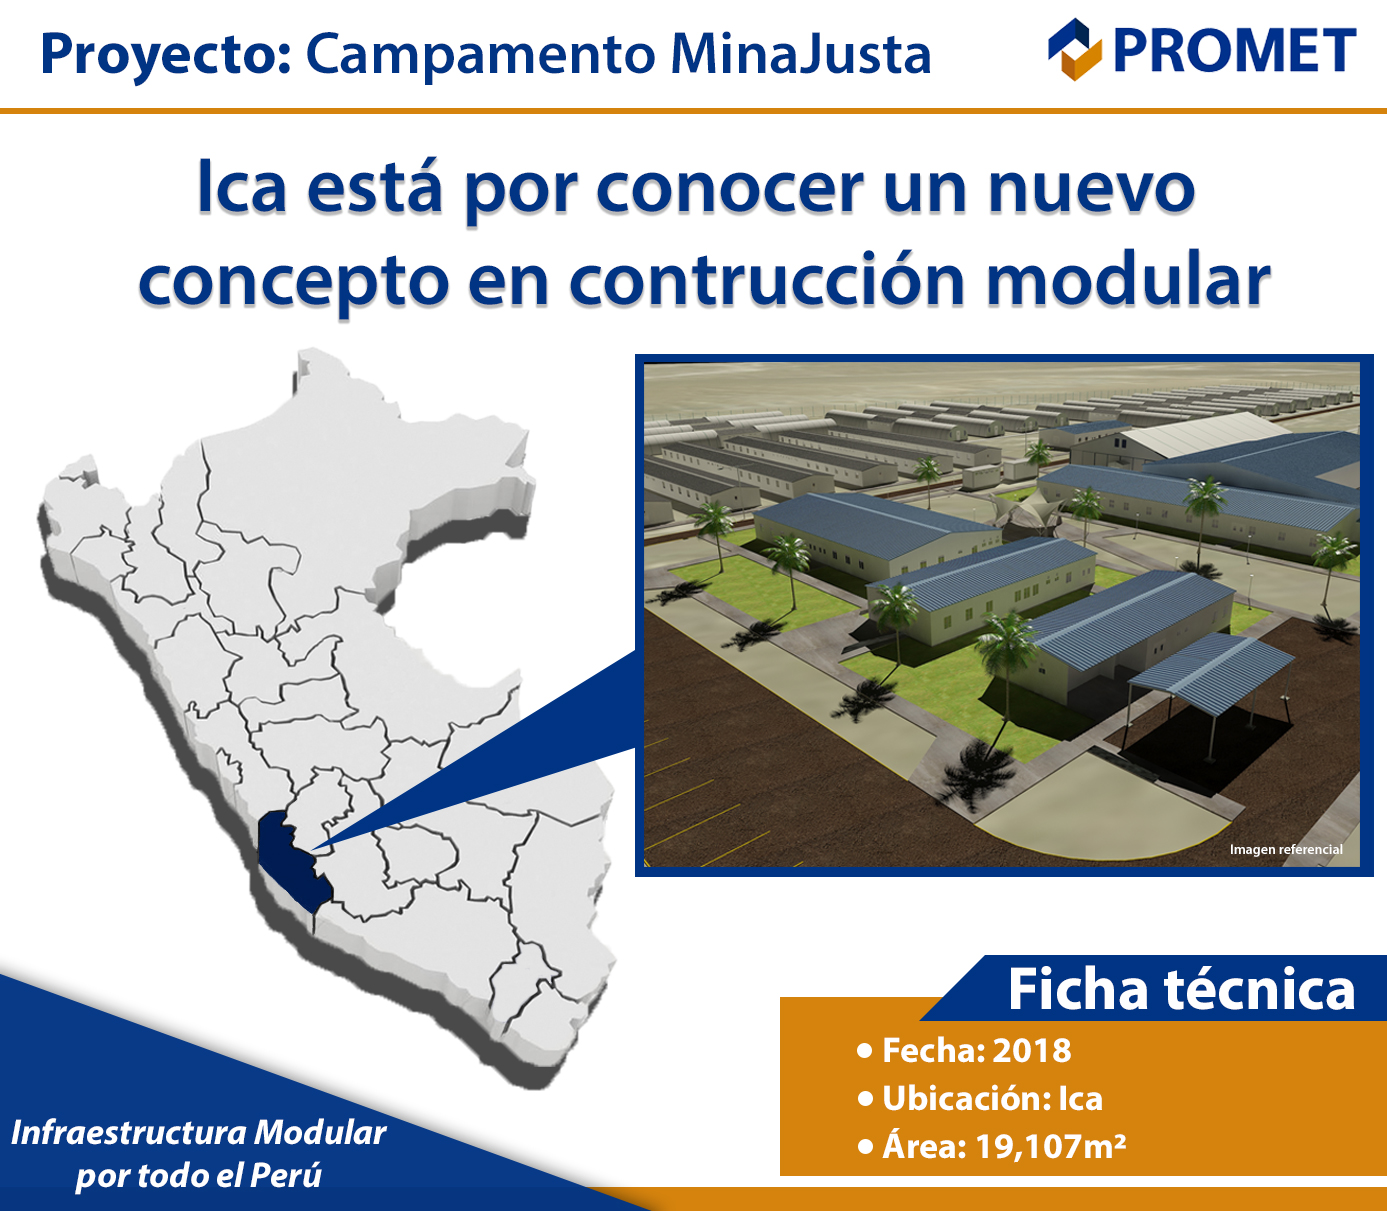 Proyecto: Campamento MinaJusta
PROMET
Ica está por conocer un nuevo
concepto en contrucción modular
Imagen referencial
Ficha técnica
• Fecha: 2018
• Ubicación: Ica
• Área: 19,107m²
Infraestructura Modular
por todo el Perú